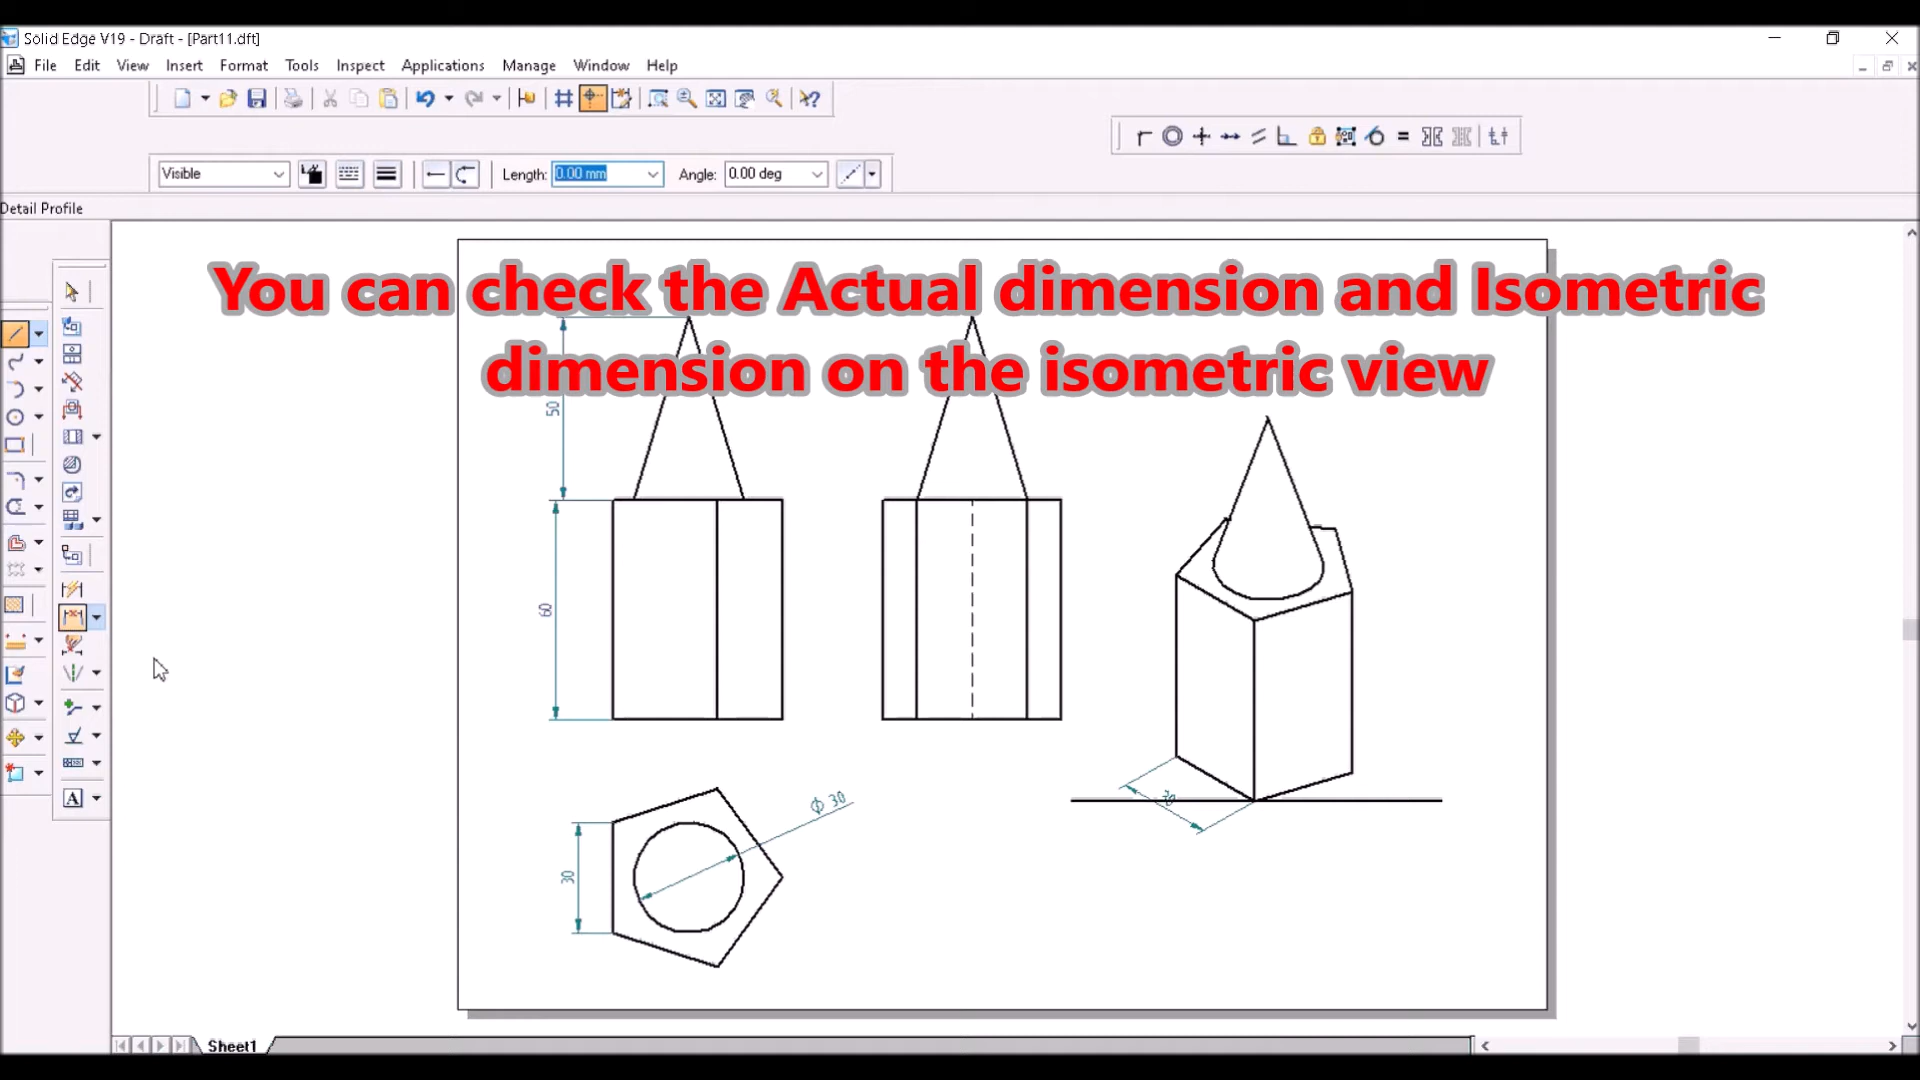 Solid Edge V19 - Draft - [Part11.dft]
File Edit View Insert Format Tools Inspect Applications Manage Window Help
Visible Length: 0.00 mm Angle: 0.00 deg
Detail Profile
You can check the Actual dimension and Isometric
dimension on the isometric view
50
60
30
Φ 30
30
A
Sheet1